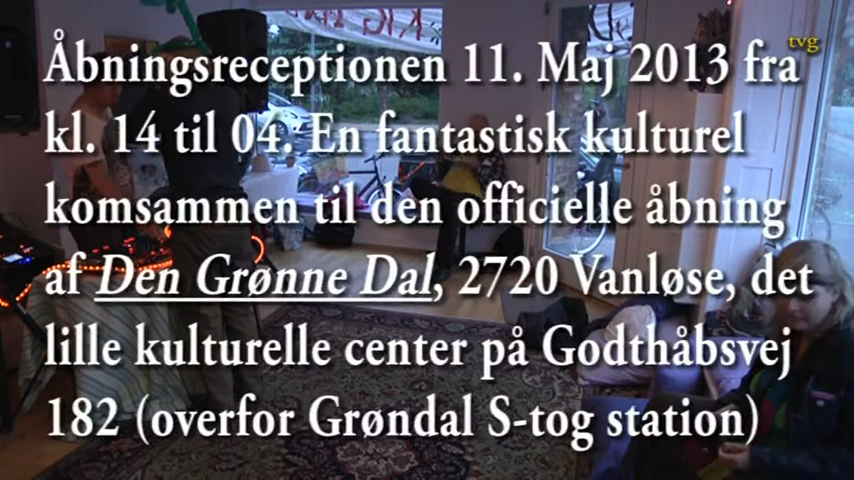 tvg
Åbningsreceptionen 11. Maj 2013 fra
kl. 14 til 04. En fantastisk kulturel
komsammen til den officielle åbning
af Den Grønne Dal, 2720 Vanløse, det
lille kulturelle center på Godthåbsvej
182 (overfor Grøndal S-tog station)